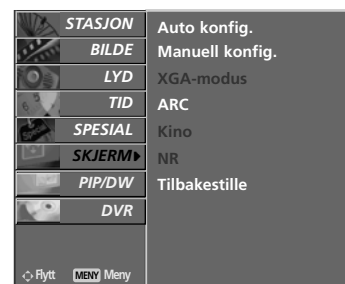 STASJON
BILDE
LYD
TID
SPESIAL
SKJERM
PIP/DW
DVR
Flytt MENY Meny
Auto konfig.
Manuell konfig.
XGA-modus
ARC
Kino
NR
Tilbakestille